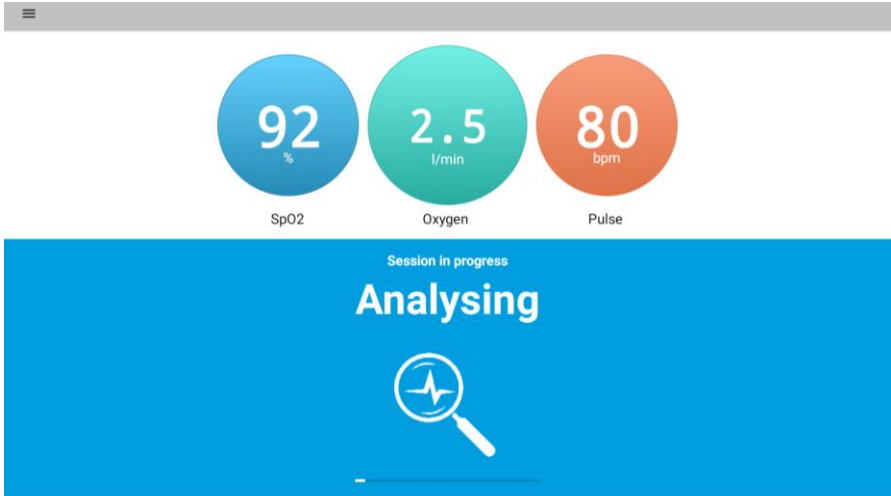 92
%
SpO2
2.5
l/min
Oxygen
80
bpm
Pulse
Session in progress
Analysing